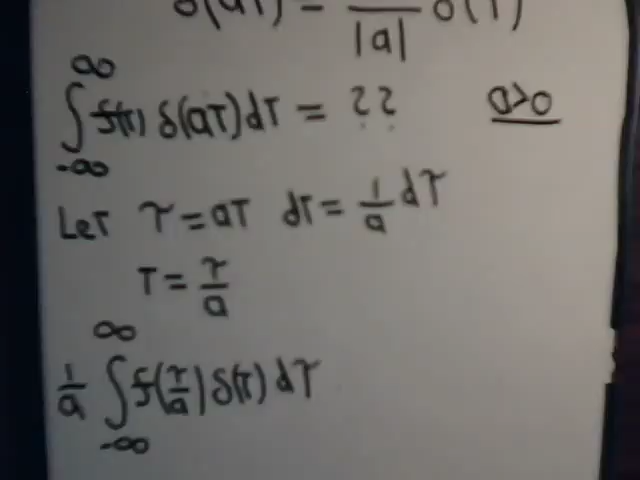 δ(aT) = 1/|a| δ(T)
∫_{-∞}^{∞} f(T) δ(aT) dT = ?? a>0
LET τ = aT dT = 1/a dτ
T = τ/a
1/a ∫_{-∞}^{∞} f(τ/a) δ(τ) dτ